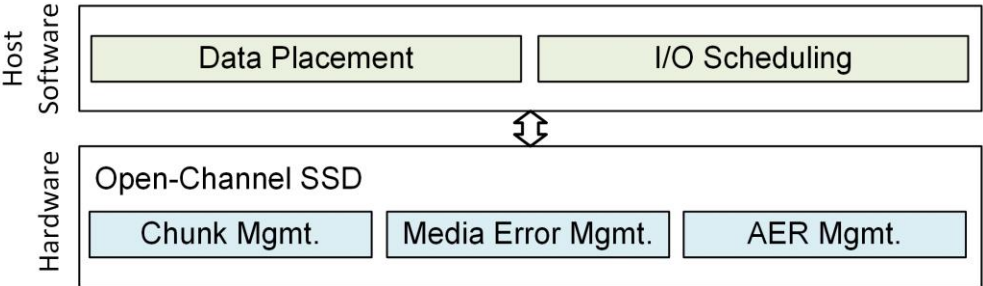 Host
Software
Data Placement
I/O Scheduling
Hardware
Open-Channel SSD
Chunk Mgmt.
Media Error Mgmt.
AER Mgmt.